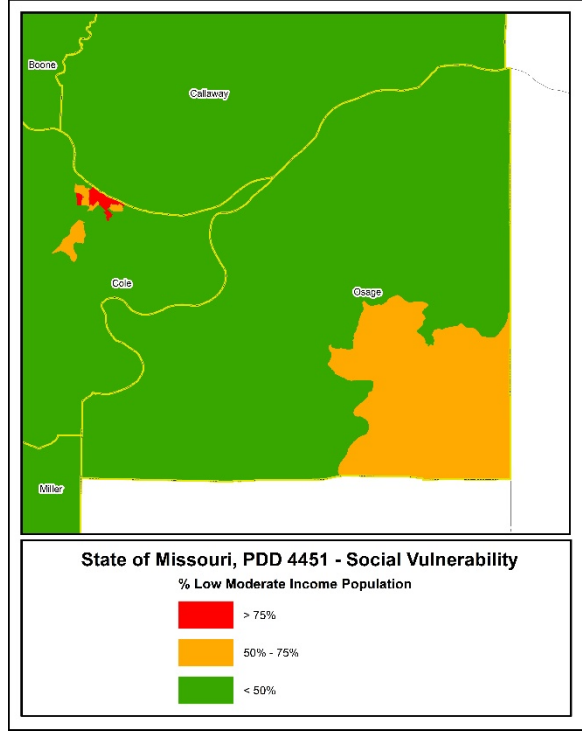 Boone
Callaway
Cole
Osage
Miller
State of Missouri, PDD 4451 - Social Vulnerability
% Low Moderate Income Population
> 75%
50% - 75%
< 50%